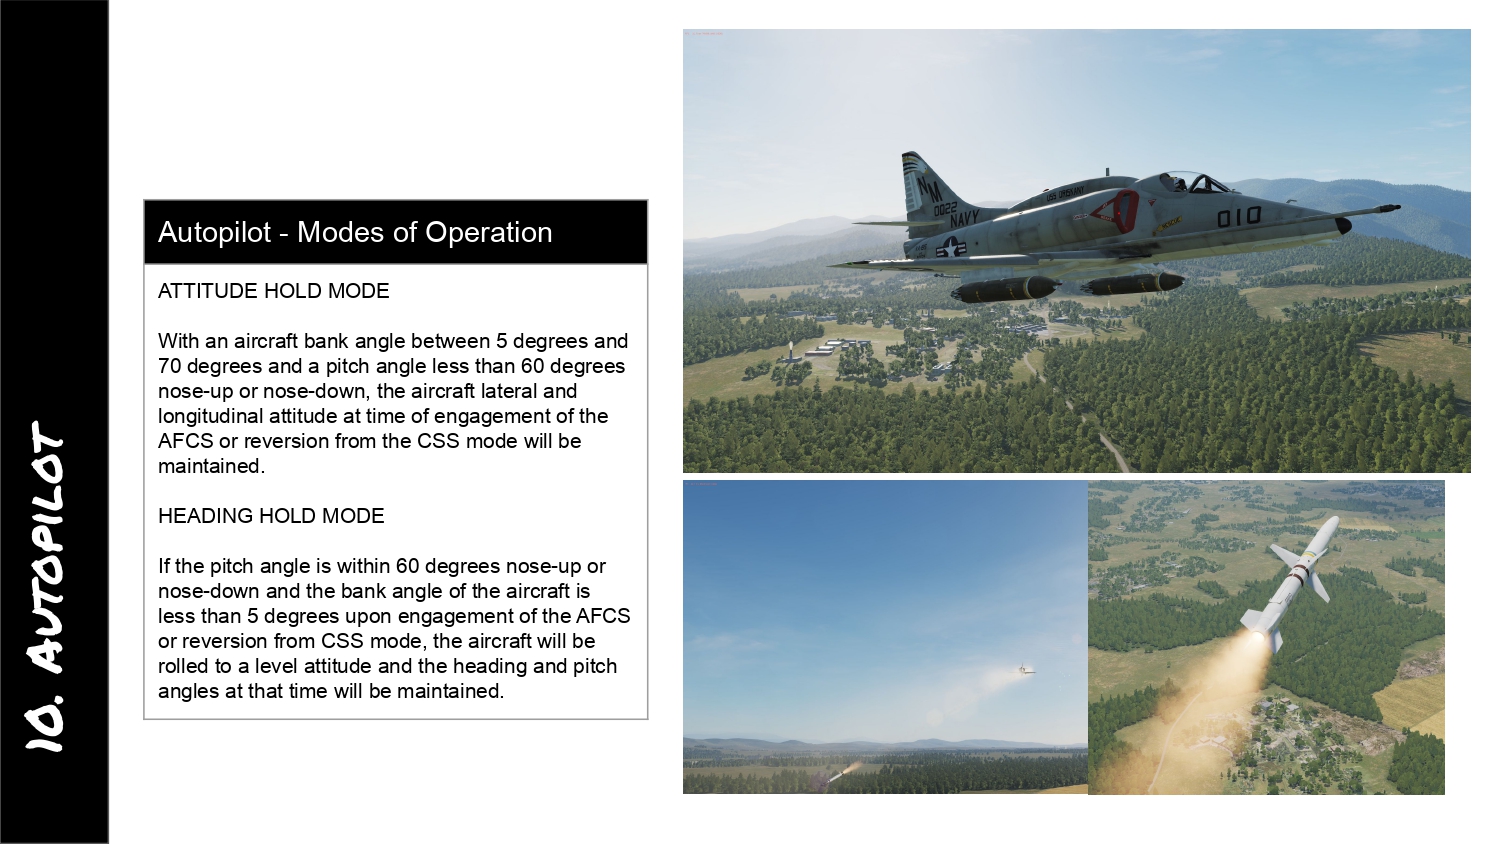 10. AUTOPILOT
Autopilot - Modes of Operation
ATTITUDE HOLD MODE
With an aircraft bank angle between 5 degrees and
70 degrees and a pitch angle less than 60 degrees
nose-up or nose-down, the aircraft lateral and
longitudinal attitude at time of engagement of the
AFCS or reversion from the CSS mode will be
maintained.
HEADING HOLD MODE
If the pitch angle is within 60 degrees nose-up or
nose-down and the bank angle of the aircraft is
less than 5 degrees upon engagement of the AFCS
or reversion from CSS mode, the aircraft will be
rolled to a level attitude and the heading and pitch
angles at that time will be maintained.
NM
0022
NAVY
USS ORISKANY
010